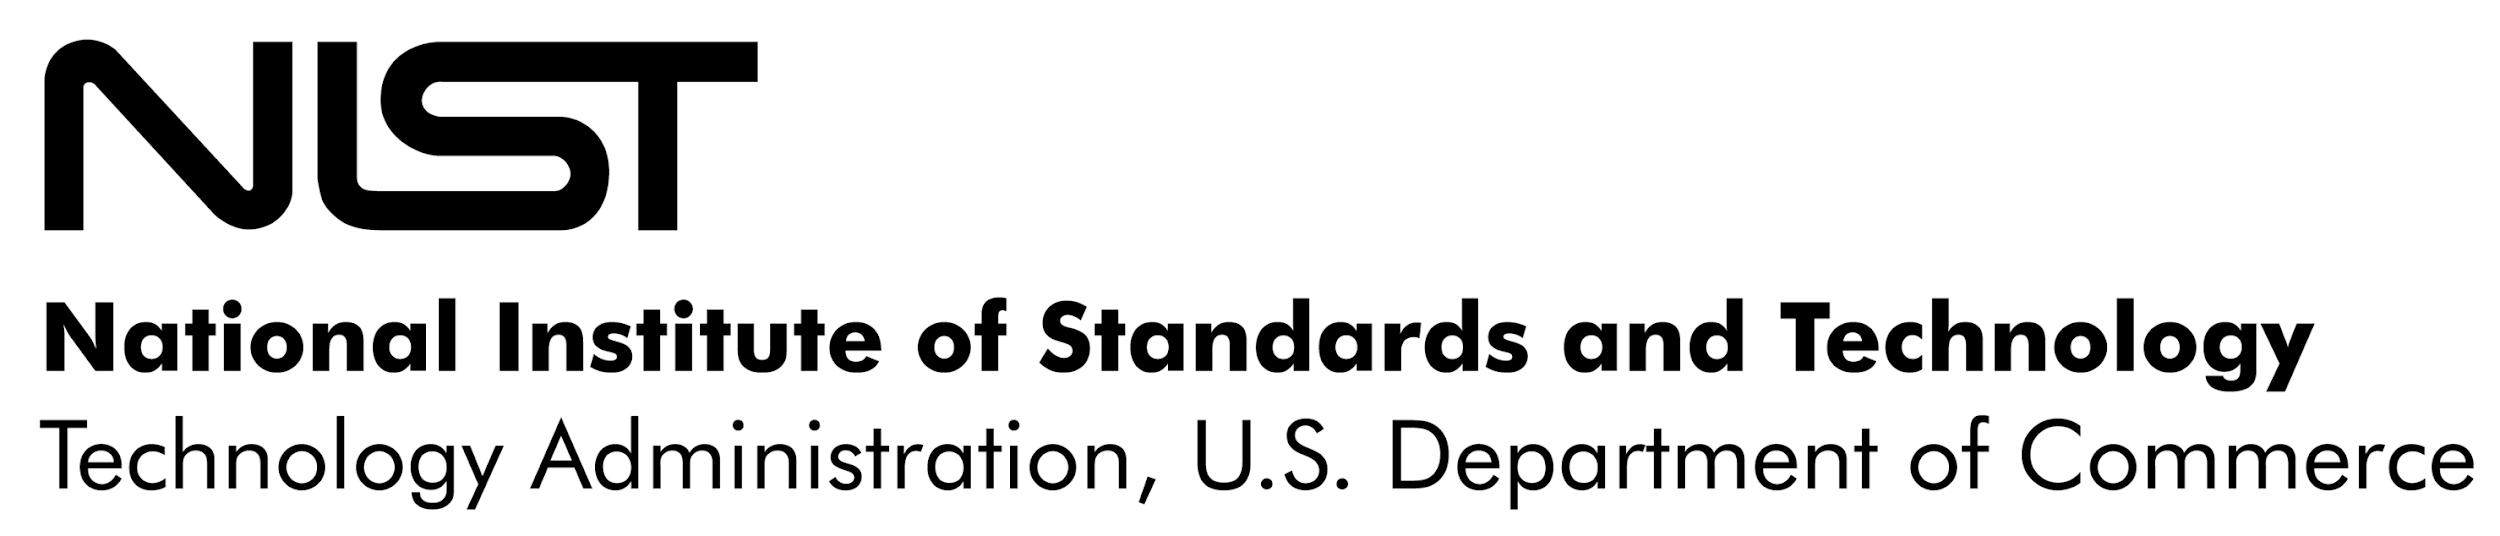 NIST
National Institute of Standards and Technology
Technology Administration, U.S. Department of Commerce